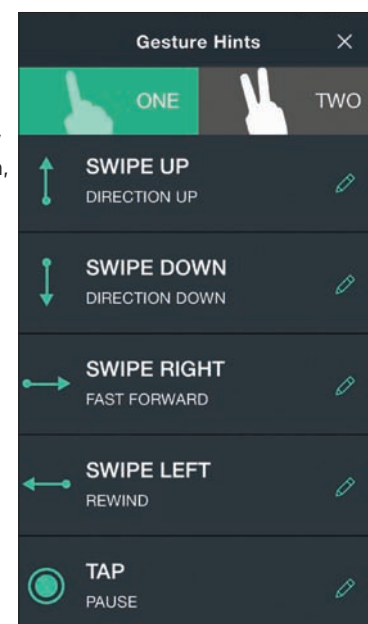 Gesture Hints
ONE
TWO
SWIPE UP
DIRECTION UP
SWIPE DOWN
DIRECTION DOWN
SWIPE RIGHT
FAST FORWARD
SWIPE LEFT
REWIND
TAP
PAUSE